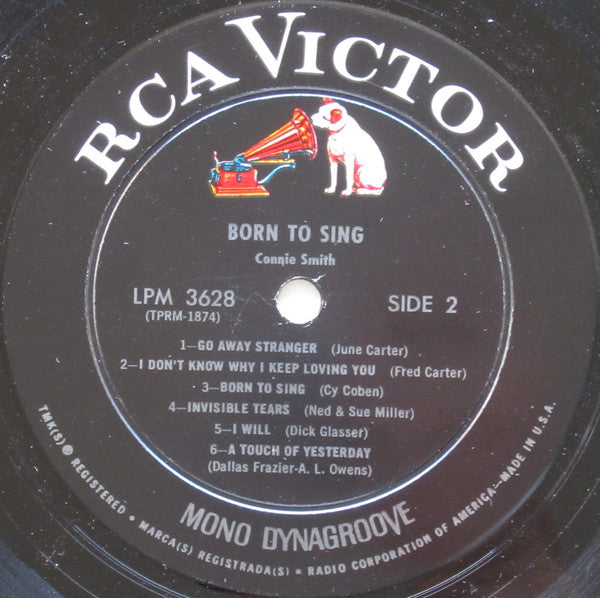 RCA VICTOR
BORN TO SING
Connie Smith
LPM 3628
(TPRM-1874)
SIDE 2
1—GO AWAY STRANGER (June Carter)
2—I DON'T KNOW WHY I KEEP LOVING YOU (Fred Carter)
3—BORN TO SING (Cy Coben)
4—INVISIBLE TEARS (Ned & Sue Miller)
5—I WILL (Dick Glasser)
6—A TOUCH OF YESTERDAY
(Dallas Frazier-A. L. Owens)
MONO DYNAGROOVE
TMK(S) ® REGISTERED • MARCA(S) REGISTRADA(S) • RADIO CORPORATION OF AMERICA—MADE IN U.S.A.